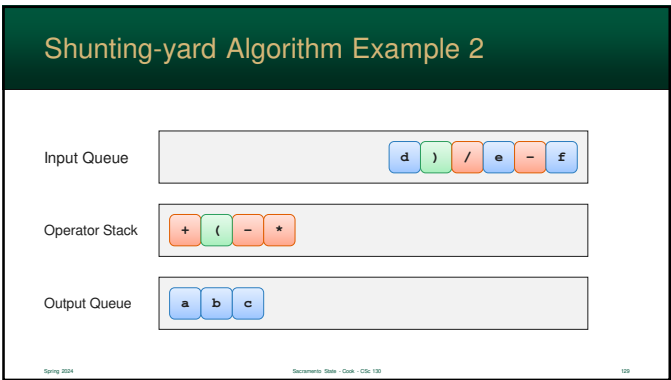 Shunting-yard Algorithm Example 2
Input Queue d ) / e – f
Operator Stack + ( – *
Output Queue a b c
Spring 2024 Sacramento State - Cook - CSc 130 129